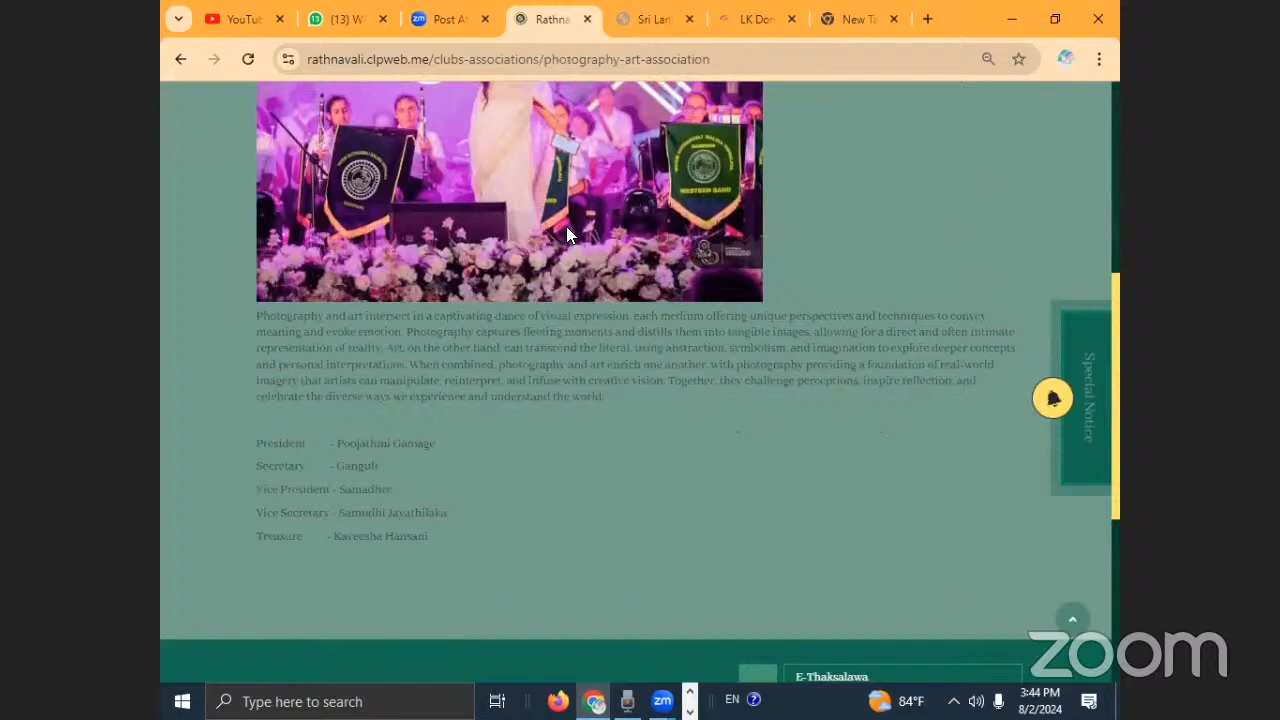 YouTub
(13) W
Post A
Rathna
Sri Lan
LK Dor
New Ta
rathnavali.clpweb.me/clubs-associations/photography-art-association
WESTERN BAND
Photography and art intersect in a captivating dance of visual expression, each medium offering unique perspectives and techniques to convey
meaning and evoke emotion. Photography captures fleeting moments and distills them into tangible images, allowing for a direct and often intimate
representation of reality. Art, on the other hand, can transcend the literal, using abstraction, symbolism, and imagination to explore deeper concepts
and personal interpretations. When combined, photography and art enrich one another, with photography providing a foundation of real-world
imagery that artists can manipulate, reinterpret, and infuse with creative vision. Together, they challenge perceptions, inspire reflection, and
celebrate the diverse ways we experience and understand the world.
President - Poojathmi Gamage
Secretary - Gangufi
Vice President - Samadhee
Vice Secretary - Samudhi Jayathilaka
Treasure - Kaveesha Hansani
Special Notice
E-Thaksalawa
zoom
Type here to search
zm
EN
84°F
3:44 PM
8/2/2024